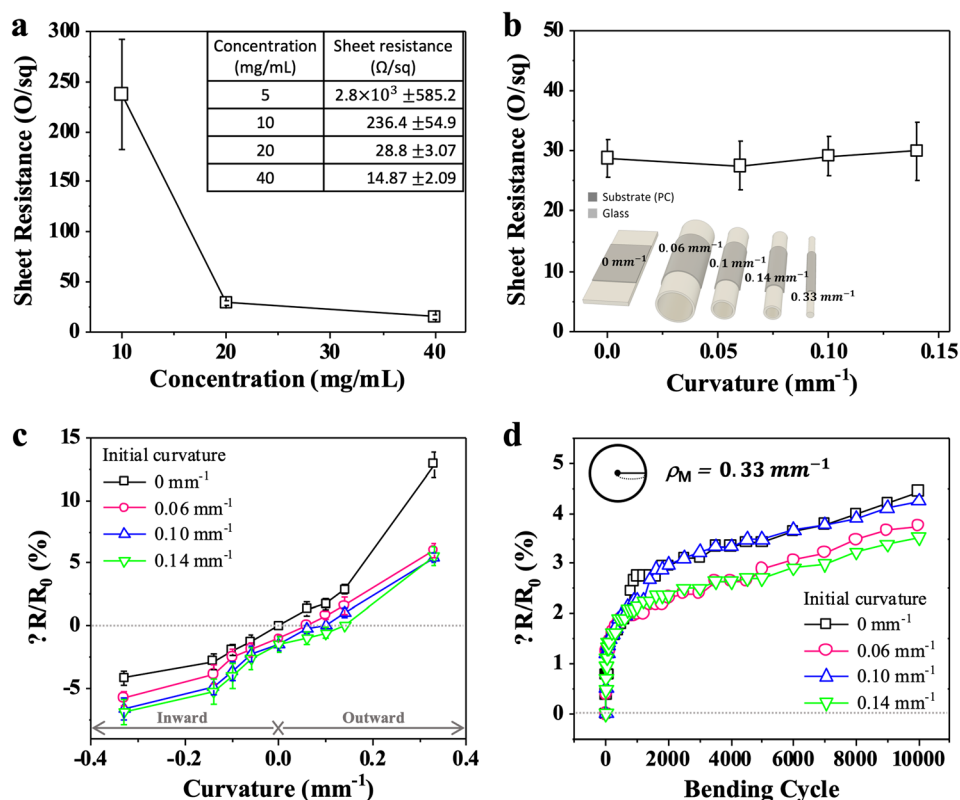 a
300
250
200
150
100
50
0
10
20
30
40
Sheet Resistance (O/sq)
Concentration (mg/mL)
Concentration (mg/mL) Sheet resistance (Ω/sq)
5 2.8×10³ ±585.2
10 236.4 ±54.9
20 28.8 ±3.07
40 14.87 ±2.09
b
50
40
30
20
10
0
0.0
0.05
0.10
0.15
Sheet Resistance (O/sq)
Curvature (mm⁻¹)
Substrate (PC)
Glass
0 mm⁻¹
0.06 mm⁻¹
0.1 mm⁻¹
0.14 mm⁻¹
0.33 mm⁻¹
c
15
10
5
0
-5
-0.4
-0.2
0.0
0.2
0.4
?R/R₀ (%)
Curvature (mm⁻¹)
Initial curvature
0 mm⁻¹
0.06 mm⁻¹
0.10 mm⁻¹
0.14 mm⁻¹
Inward
Outward
d
5
4
3
2
1
0
0
2000
4000
6000
8000
10000
?R/R₀ (%)
Bending Cycle
ρM = 0.33 mm⁻¹
Initial curvature
0 mm⁻¹
0.06 mm⁻¹
0.10 mm⁻¹
0.14 mm⁻¹